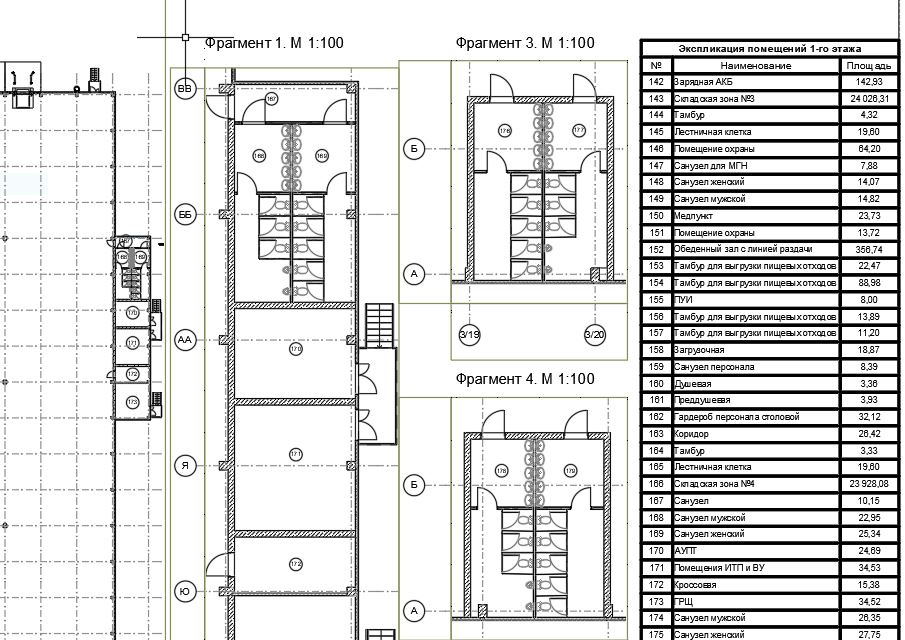 Фрагмент 1. М 1:100
ВВ
167
168
169
ББ
АА
170
Я
171
172
Ю
168
169
170
171
172
173
Фрагмент 3. М 1:100
176
177
Б
А
3/19
3/20
Фрагмент 4. М 1:100
178
179
Б
А
Экспликация помещений 1-го этажа
№ Наименование Площадь
142 Зарядная АКБ 142,93
143 Складская зона №3 24 026,31
144 Тамбур 4,32
145 Лестничная клетка 19,60
146 Помещение охраны 64,20
147 Санузел для МГН 7,88
148 Санузел женский 14,07
149 Санузел мужской 14,82
150 Медпункт 23,73
151 Помещение охраны 13,72
152 Обеденный зал с линией раздачи 356,74
153 Тамбур для выгрузки пищевых отходов 22,47
154 Тамбур для выгрузки пищевых отходов 88,98
155 ПУИ 8,00
156 Тамбур для выгрузки пищевых отходов 13,89
157 Тамбур для выгрузки пищевых отходов 11,20
158 Загрузочная 18,87
159 Санузел персонала 8,39
160 Душевая 3,36
161 Преддушевая 3,93
162 Гардероб персонала столовой 32,12
163 Коридор 26,42
164 Тамбур 3,33
165 Лестничная клетка 19,60
166 Складская зона №4 23 928,08
167 Санузел 10,15
168 Санузел мужской 22,95
169 Санузел женский 25,34
170 АУПТ 24,69
171 Помещения ИТП и ВУ 34,53
172 Кроссовая 15,38
173 ГРЩ 34,52
174 Санузел мужской 26,35
175 Санузел женский 27,75